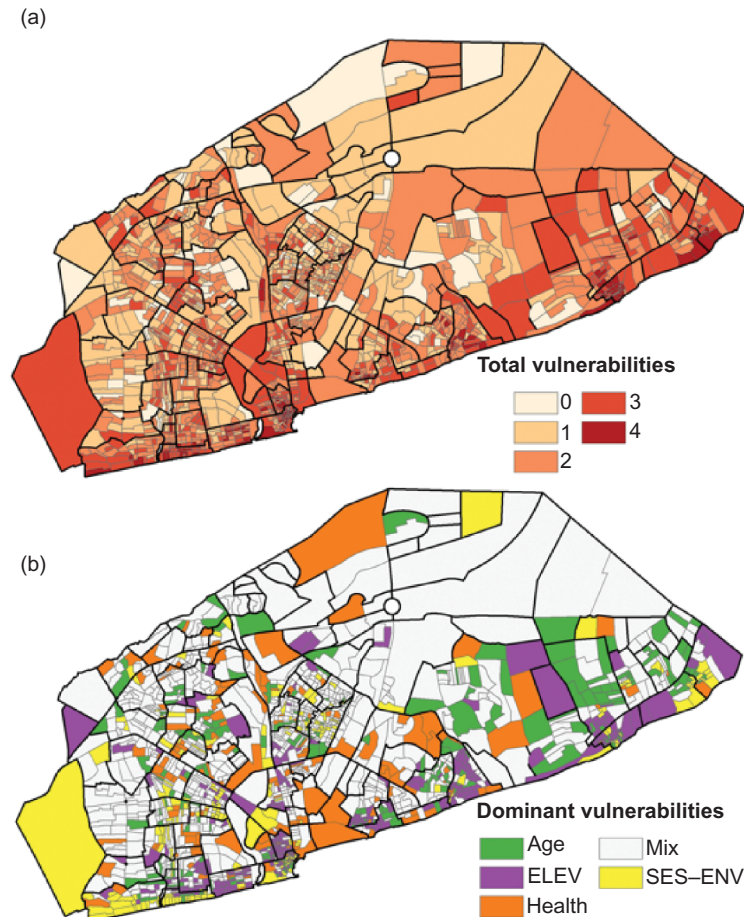 (a)
Total vulnerabilities
0 3
1 4
2
(b)
Dominant vulnerabilities
Age Mix
ELEV SES–ENV
Health